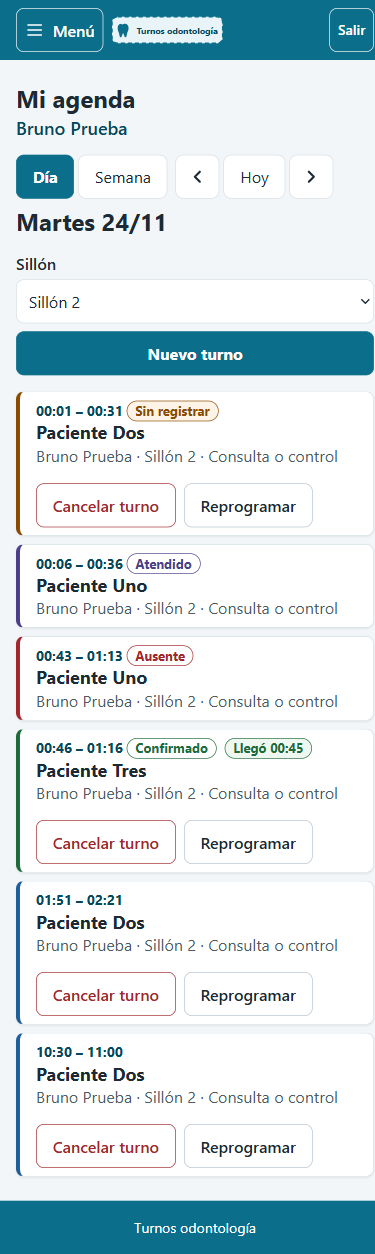 Menú
Turnos odontología
Salir
Mi agenda
Bruno Prueba
Día
Semana
Hoy
Martes 24/11
Sillón
Sillón 2
Nuevo turno
00:01 – 00:31 Sin registrar
Paciente Dos
Bruno Prueba · Sillón 2 · Consulta o control
Cancelar turno
Reprogramar
00:06 – 00:36 Atendido
Paciente Uno
Bruno Prueba · Sillón 2 · Consulta o control
00:43 – 01:13 Ausente
Paciente Uno
Bruno Prueba · Sillón 2 · Consulta o control
00:46 – 01:16 Confirmado Llegó 00:45
Paciente Tres
Bruno Prueba · Sillón 2 · Consulta o control
Cancelar turno
Reprogramar
01:51 – 02:21
Paciente Dos
Bruno Prueba · Sillón 2 · Consulta o control
Cancelar turno
Reprogramar
10:30 – 11:00
Paciente Dos
Bruno Prueba · Sillón 2 · Consulta o control
Cancelar turno
Reprogramar
Turnos odontología